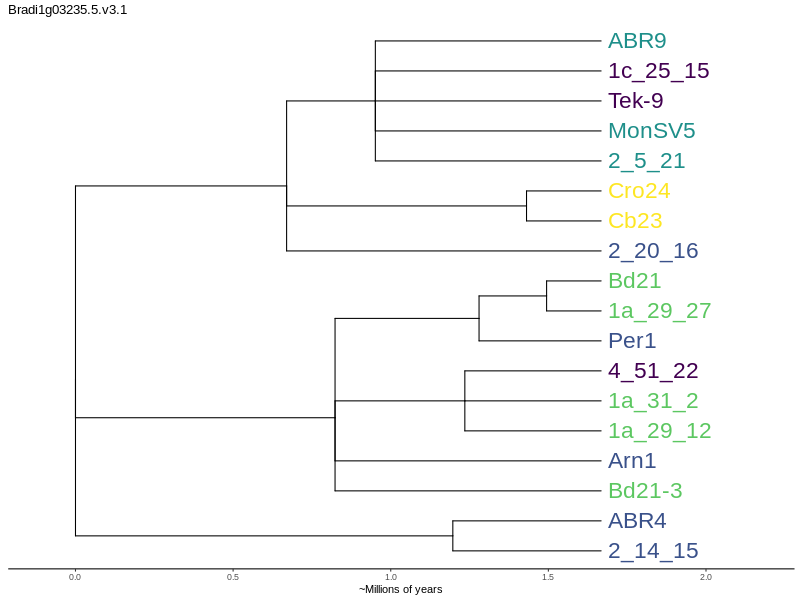 Bradi1g03235.5.v3.1
ABR9
1c_25_15
Tek-9
MonSV5
2_5_21
Cro24
Cb23
2_20_16
Bd21
1a_29_27
Per1
4_51_22
1a_31_2
1a_29_12
Arn1
Bd21-3
ABR4
2_14_15
0.0 0.5 1.0 1.5 2.0
~Millions of years